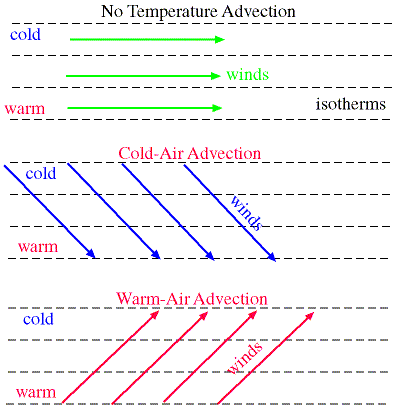 No Temperature Advection
cold
winds
warm
isotherms
Cold-Air Advection
cold
winds
warm
Warm-Air Advection
cold
winds
warm